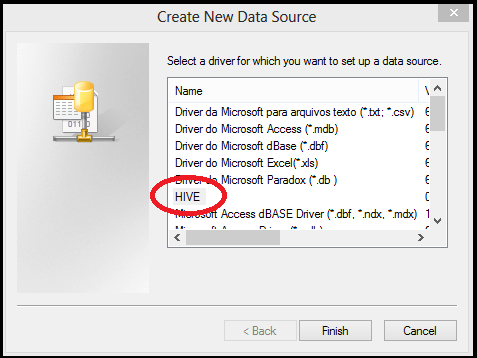 Create New Data Source
Select a driver for which you want to set up a data source.
Name
Driver da Microsoft para arquivos texto (*.txt; *.csv) 6
Driver do Microsoft Access (*.mdb) 6
Driver do Microsoft dBase (*.dbf) 6
Driver do Microsoft Excel(*.xls) 6
Driver do Microsoft Paradox (*.db ) 6
HIVE
Microsoft Access dBASE Driver (*.dbf, *.ndx, *.mdx) 1
< Back
Finish
Cancel